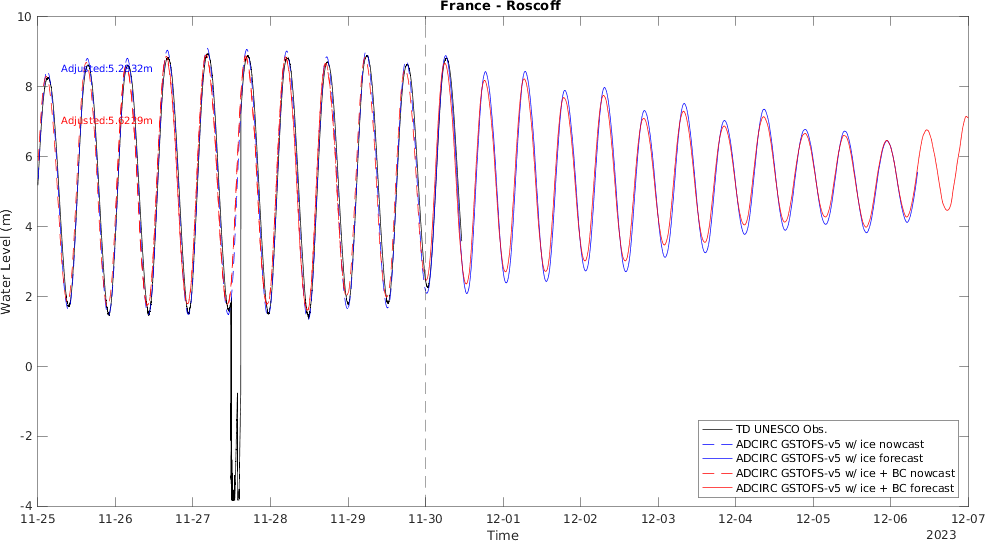 France - Roscoff
10
8
6
4
2
0
-2
-4
Water Level (m)
Adjusted:5.2932m
Adjusted:5.6229m
TD UNESCO Obs.
ADCIRC GSTOFS-v5 w/ ice nowcast
ADCIRC GSTOFS-v5 w/ ice forecast
ADCIRC GSTOFS-v5 w/ ice + BC nowcast
ADCIRC GSTOFS-v5 w/ ice + BC forecast
11-25 11-26 11-27 11-28 11-29 11-30 12-01 12-02 12-03 12-04 12-05 12-06 12-07
Time
2023